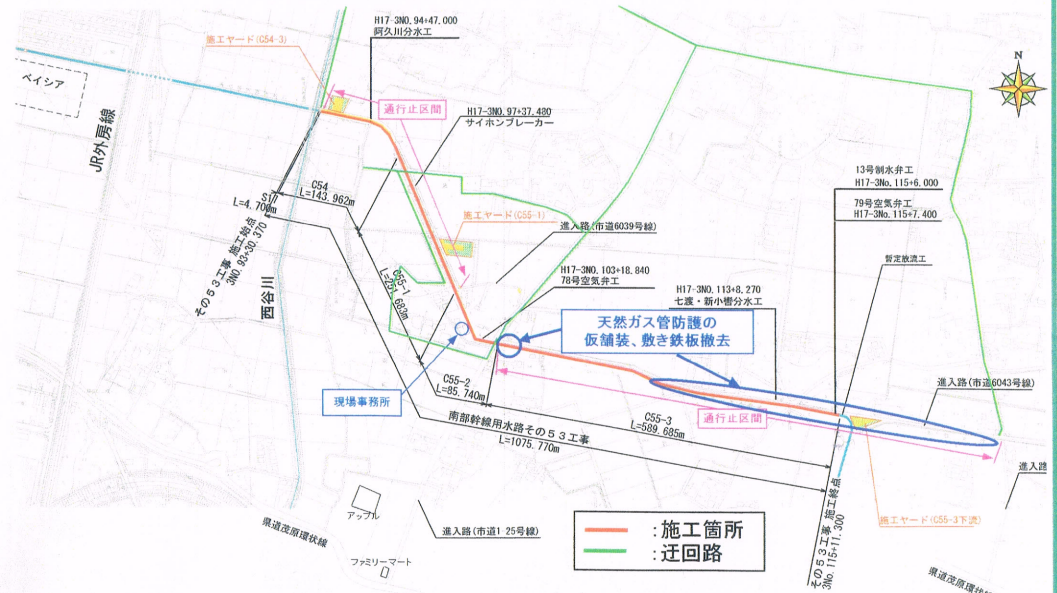 H17-3NO.94+47.000
阿久川分水工
施工ヤード(C54-3)
ベイシア
JR外房線
通行止区間
H17-3NO.97+37.480
サイホンブレーカー
N
13号制水弁工
H17-3No.115+6.000
79号空気弁工
H17-3No.115+7.400
C54
L=143.962m
L=4.700m
施工ヤード(C55-1)
進入路(市道6039号線)
暫定放流工
その53工事 施工始点
3NO.93+30.370
西谷川
C55-1
L=251.683m
H17-3NO.103+18.840
78号空気弁工
H17-3NO.113+8.270
七渡・新小轡分水工
天然ガス管防護の
仮舗装、敷き鉄板撤去
現場事務所
C55-2
L=85.740m
進入路(市道6043号線)
C55-3
L=589.685m
通行止区間
南部幹線用水路その53工事
L=1075.770m
進入路
アップル
施工ヤード(C55-3下流)
その53工事 施工終点
3No.115+11.300
県道茂原環状線
進入路(市道1-25号線)
ファミリーマート
:施工箇所
:迂回路
県道茂原環状線